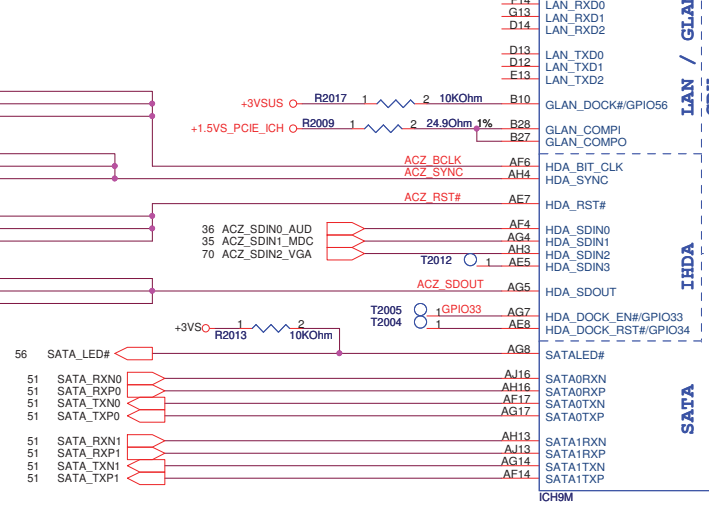 F14 LAN_RXD0
G13 LAN_RXD1
D14 LAN_RXD2
D13 LAN_TXD0
D12 LAN_TXD1
E13 LAN_TXD2
LAN / GLAN
+3VSUS R2017 1 2 10KOhm B10 GLAN_DOCK#/GPIO56
+1.5VS_PCIE_ICH R2009 1 2 24.9Ohm 1% B28 GLAN_COMPI
B27 GLAN_COMPO
ACZ_BCLK AF6 HDA_BIT_CLK
ACZ_SYNC AH4 HDA_SYNC
ACZ_RST# AE7 HDA_RST#
36 ACZ_SDIN0_AUD AF4 HDA_SDIN0
35 ACZ_SDIN1_MDC AG4 HDA_SDIN1
70 ACZ_SDIN2_VGA AH3 HDA_SDIN2
T2012 1 AE5 HDA_SDIN3
IHDA
ACZ_SDOUT AG5 HDA_SDOUT
T2005 1 GPIO33 AG7 HDA_DOCK_EN#/GPIO33
T2004 1 AE8 HDA_DOCK_RST#/GPIO34
+3VS R2013 1 2 10KOhm
56 SATA_LED# AG8 SATALED#
51 SATA_RXN0 AJ16 SATA0RXN
51 SATA_RXP0 AH16 SATA0RXP
51 SATA_TXN0 AF17 SATA0TXN
51 SATA_TXP0 AG17 SATA0TXP
SATA
51 SATA_RXN1 AH13 SATA1RXN
51 SATA_RXP1 AJ13 SATA1RXP
51 SATA_TXN1 AG14 SATA1TXN
51 SATA_TXP1 AF14 SATA1TXP
ICH9M